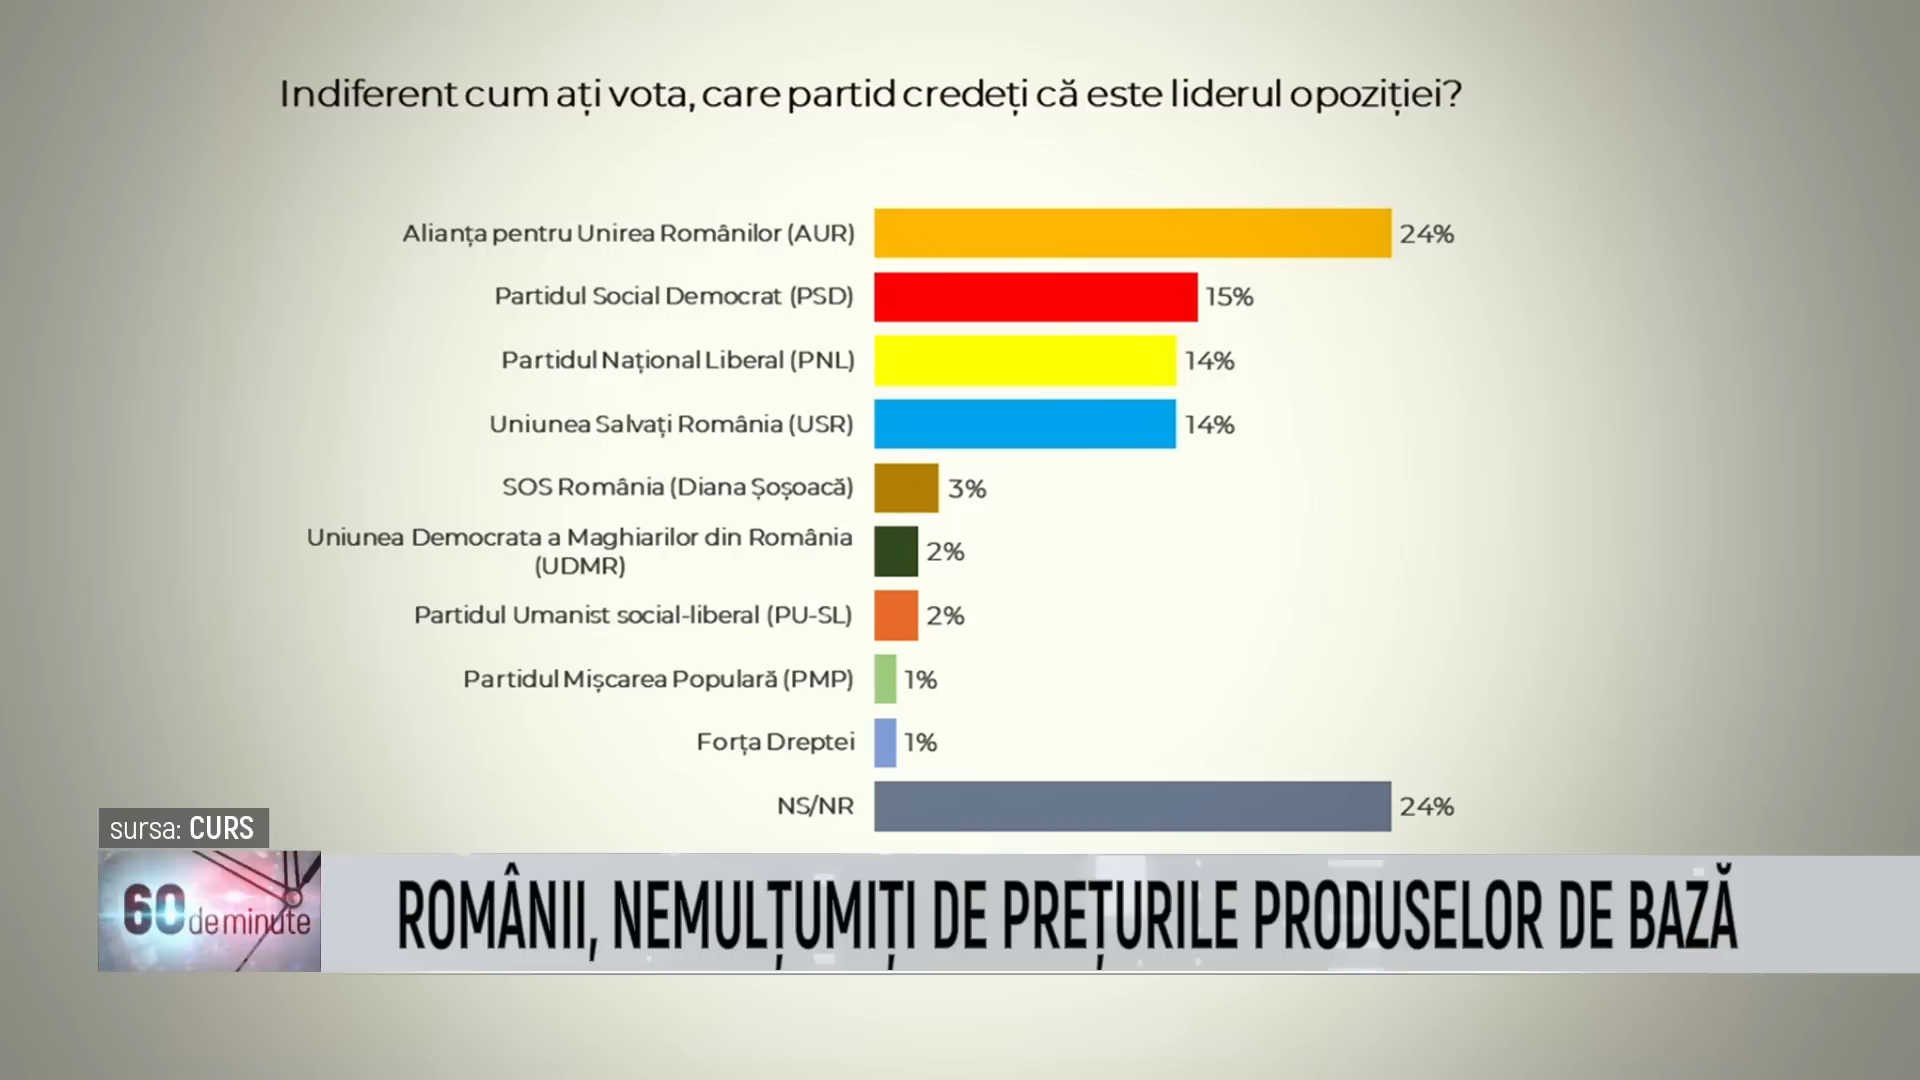 Indiferent cum ați vota, care partid credeți că este liderul opoziției?
Alianța pentru Unirea Românilor (AUR) 24%
Partidul Social Democrat (PSD) 15%
Partidul Național Liberal (PNL) 14%
Uniunea Salvați România (USR) 14%
SOS România (Diana Șoșoacă) 3%
Uniunea Democrata a Maghiarilor din România
(UDMR) 2%
Partidul Umanist social-liberal (PU-SL) 2%
Partidul Mișcarea Populară (PMP) 1%
Forța Dreptei 1%
NS/NR 24%
sursa: CURS
60 de minute
ROMÂNII, NEMULȚUMIȚI DE PREȚURILE PRODUSELOR DE BAZĂ